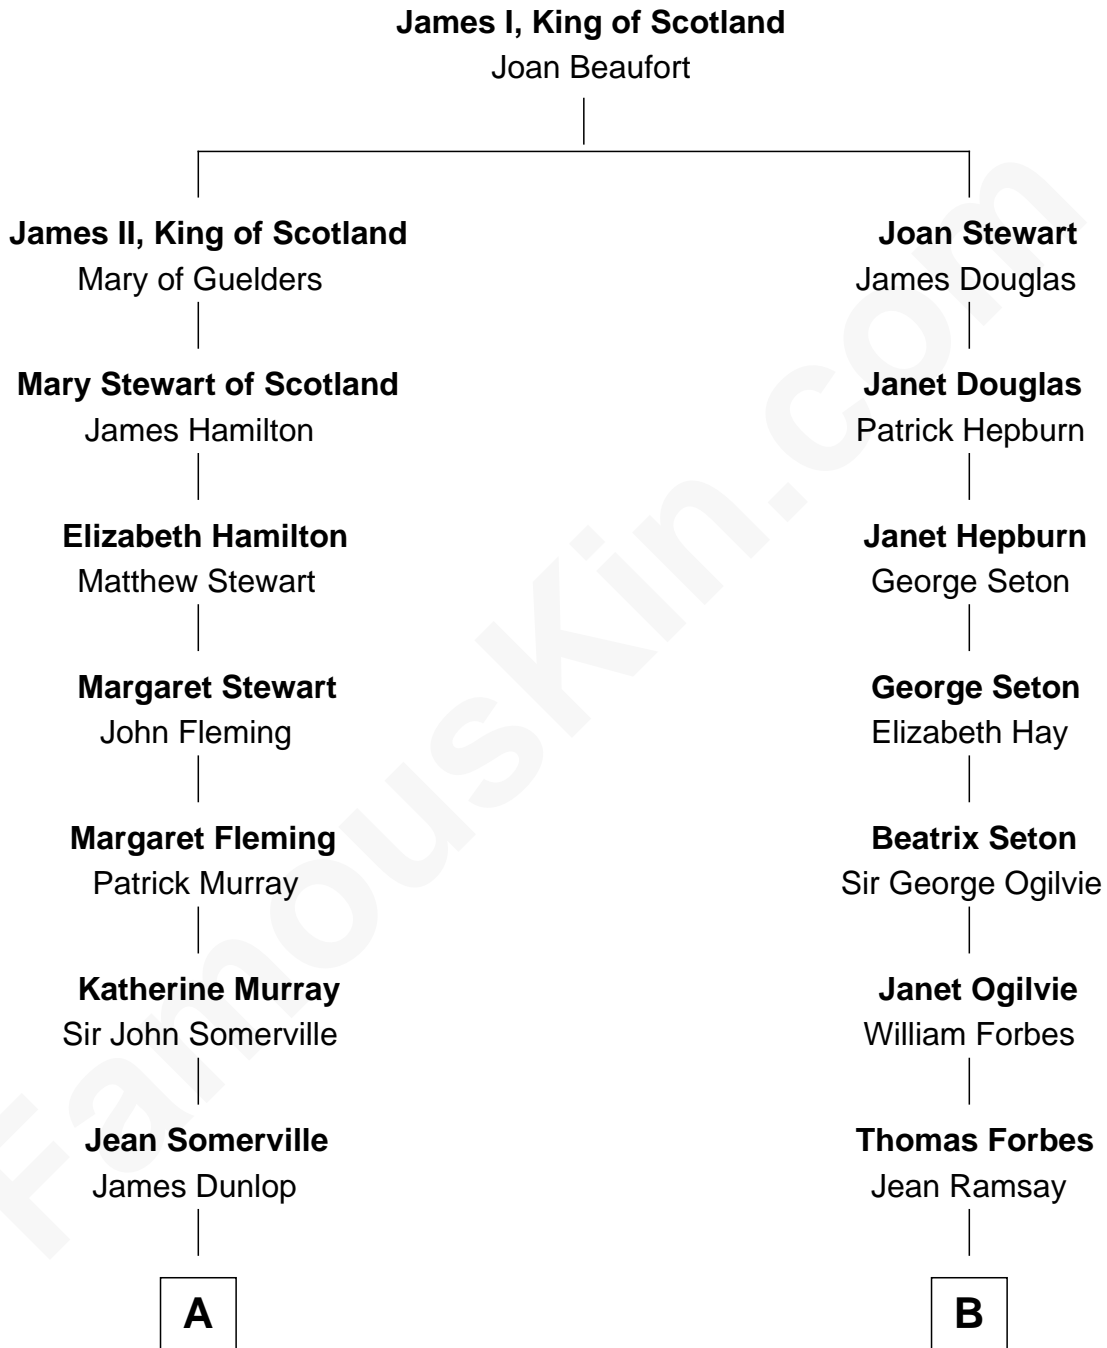 James I, King of Scotland
Joan Beaufort
James II, King of Scotland
Mary of Guelders
Joan Stewart
James Douglas
Mary Stewart of Scotland
James Hamilton
Janet Douglas
Patrick Hepburn
Elizabeth Hamilton
Matthew Stewart
Janet Hepburn
George Seton
Margaret Stewart
John Fleming
George Seton
Elizabeth Hay
Margaret Fleming
Patrick Murray
Beatrix Seton
Sir George Ogilvie
Katherine Murray
Sir John Somerville
Janet Ogilvie
William Forbes
Jean Somerville
James Dunlop
Thomas Forbes
Jean Ramsay
A
B
FamousKin.com